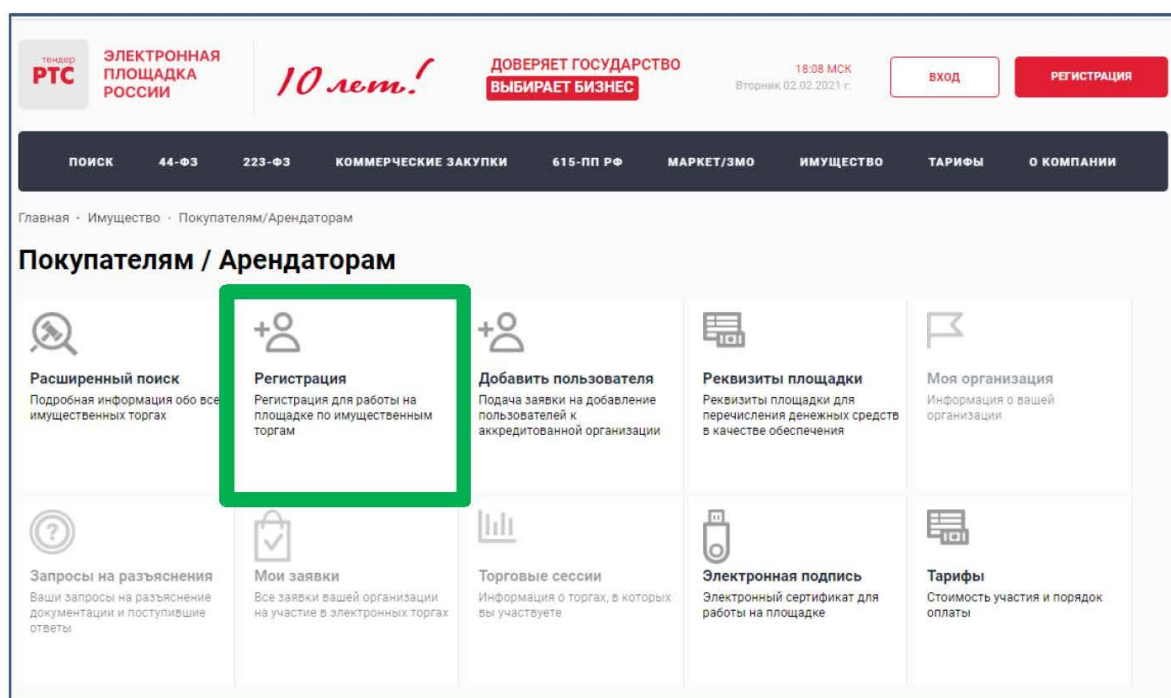 тендер
РТС
ЭЛЕКТРОННАЯ
ПЛОЩАДКА
РОССИИ
10 лет!
ДОВЕРЯЕТ ГОСУДАРСТВО
ВЫБИРАЕТ БИЗНЕС
18:08 МСК
Вторник 02.02.2021 г.
ВХОД
РЕГИСТРАЦИЯ
ПОИСК 44-ФЗ 223-ФЗ КОММЕРЧЕСКИЕ ЗАКУПКИ 615-ПП РФ МАРКЕТ/ЗМО ИМУЩЕСТВО ТАРИФЫ О КОМПАНИИ
Главная · Имущество · Покупателям/Арендаторам
Покупателям / Арендаторам
Расширенный поиск
Подробная информация обо все
имущественных торгах
Регистрация
Регистрация для работы на
площадке по имущественным
торгам
Добавить пользователя
Подача заявки на добавление
пользователей к
аккредитованной организации
Реквизиты площадки
Реквизиты площадки для
перечисления денежных средств
в качестве обеспечения
Моя организация
Информация о вашей
организации
Запросы на разъяснения
Ваши запросы на разъяснение
документации и поступившие
ответы
Мои заявки
Все заявки вашей организации
на участие в электронных торгах
Торговые сессии
Информация о торгах, в которых
вы участвуете
Электронная подпись
Электронный сертификат для
работы на площадке
Тарифы
Стоимость участия и порядок
оплаты